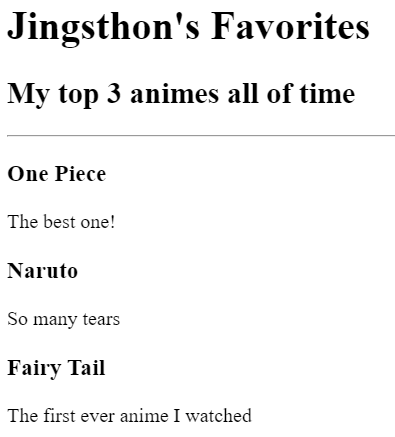 Jingsthon's Favorites
My top 3 animes all of time
One Piece
The best one!
Naruto
So many tears
Fairy Tail
The first ever anime I watched